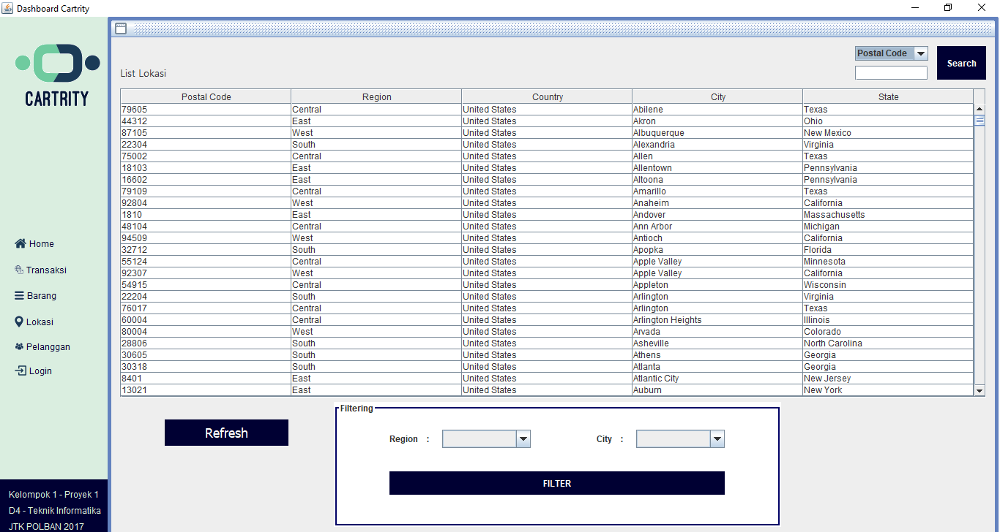 Dashboard Cartrity
CARTRITY
Home
Transaksi
Barang
Lokasi
Pelanggan
Login
Kelompok 1 - Proyek 1
D4 - Teknik Informatika
JTK POLBAN 2017
List Lokasi
Postal Code
Search
Postal Code Region Country City State
79605 Central United States Abilene Texas
44312 East United States Akron Ohio
87105 West United States Albuquerque New Mexico
22304 South United States Alexandria Virginia
75002 Central United States Allen Texas
18103 East United States Allentown Pennsylvania
16602 East United States Altoona Pennsylvania
79109 Central United States Amarillo Texas
92804 West United States Anaheim California
1810 East United States Andover Massachusetts
48104 Central United States Ann Arbor Michigan
94509 West United States Antioch California
32712 South United States Apopka Florida
55124 Central United States Apple Valley Minnesota
92307 West United States Apple Valley California
54915 Central United States Appleton Wisconsin
22204 South United States Arlington Virginia
76017 Central United States Arlington Texas
60004 Central United States Arlington Heights Illinois
80004 West United States Arvada Colorado
28806 South United States Asheville North Carolina
30605 South United States Athens Georgia
30318 South United States Atlanta Georgia
8401 East United States Atlantic City New Jersey
13021 East United States Auburn New York
Refresh
Filtering
Region : City :
FILTER